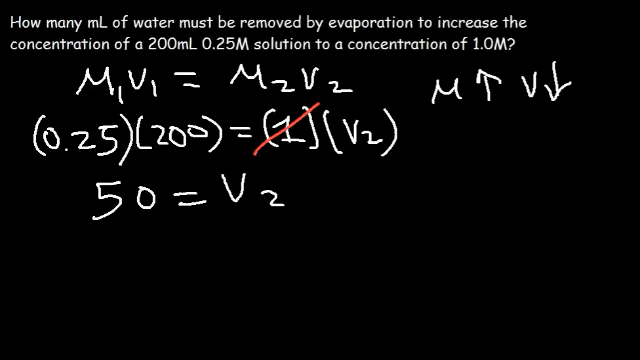 How many mL of water must be removed by evaporation to increase the
concentration of a 200mL 0.25M solution to a concentration of 1.0M?
M₁V₁ = M₂V₂ M↑ V↓
(0.25)(200) = (1)(V₂)
50 = V₂